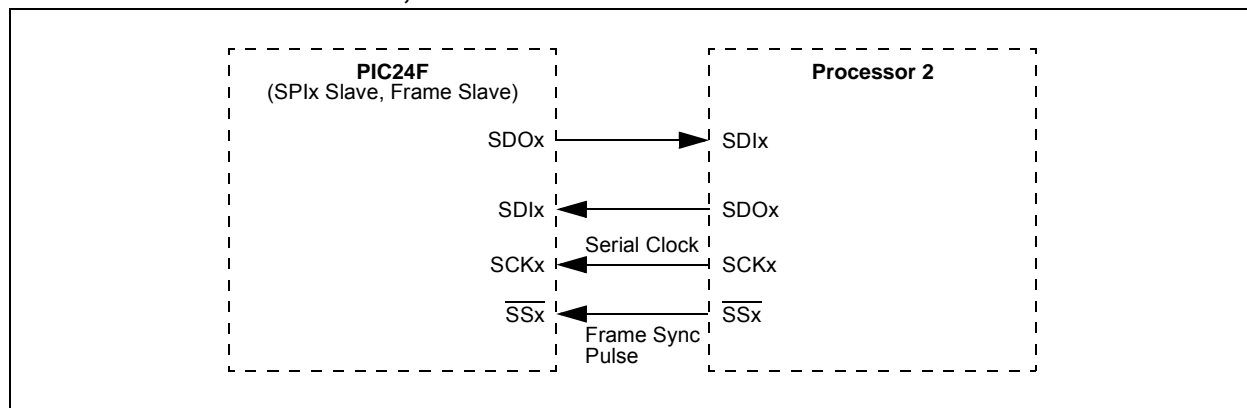 PIC24F
(SPIx Slave, Frame Slave)
Processor 2
SDOx
SDIx
SDIx
SDOx
Serial Clock
SCKx
SCKx
SSx
SSx
Frame Sync
Pulse